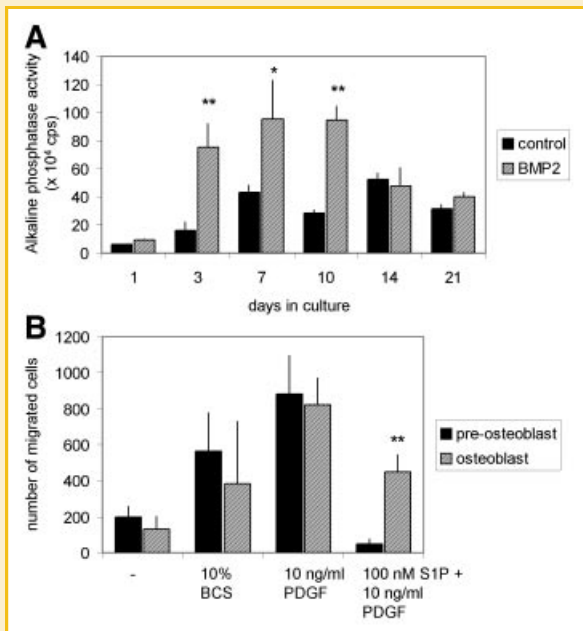 A
Alkaline phosphatase actvity
(x 10⁴ cps)
140
120
100
80
60
40
20
0
**
*
**
1 3 7 10 14 21
days in culture
control
BMP2
B
number of migrated cells
1200
1000
800
600
400
200
0
**
- 10% 10 ng/ml 100 nM S1P +
BCS PDGF 10 ng/ml
PDGF
pre-osteoblast
osteoblast